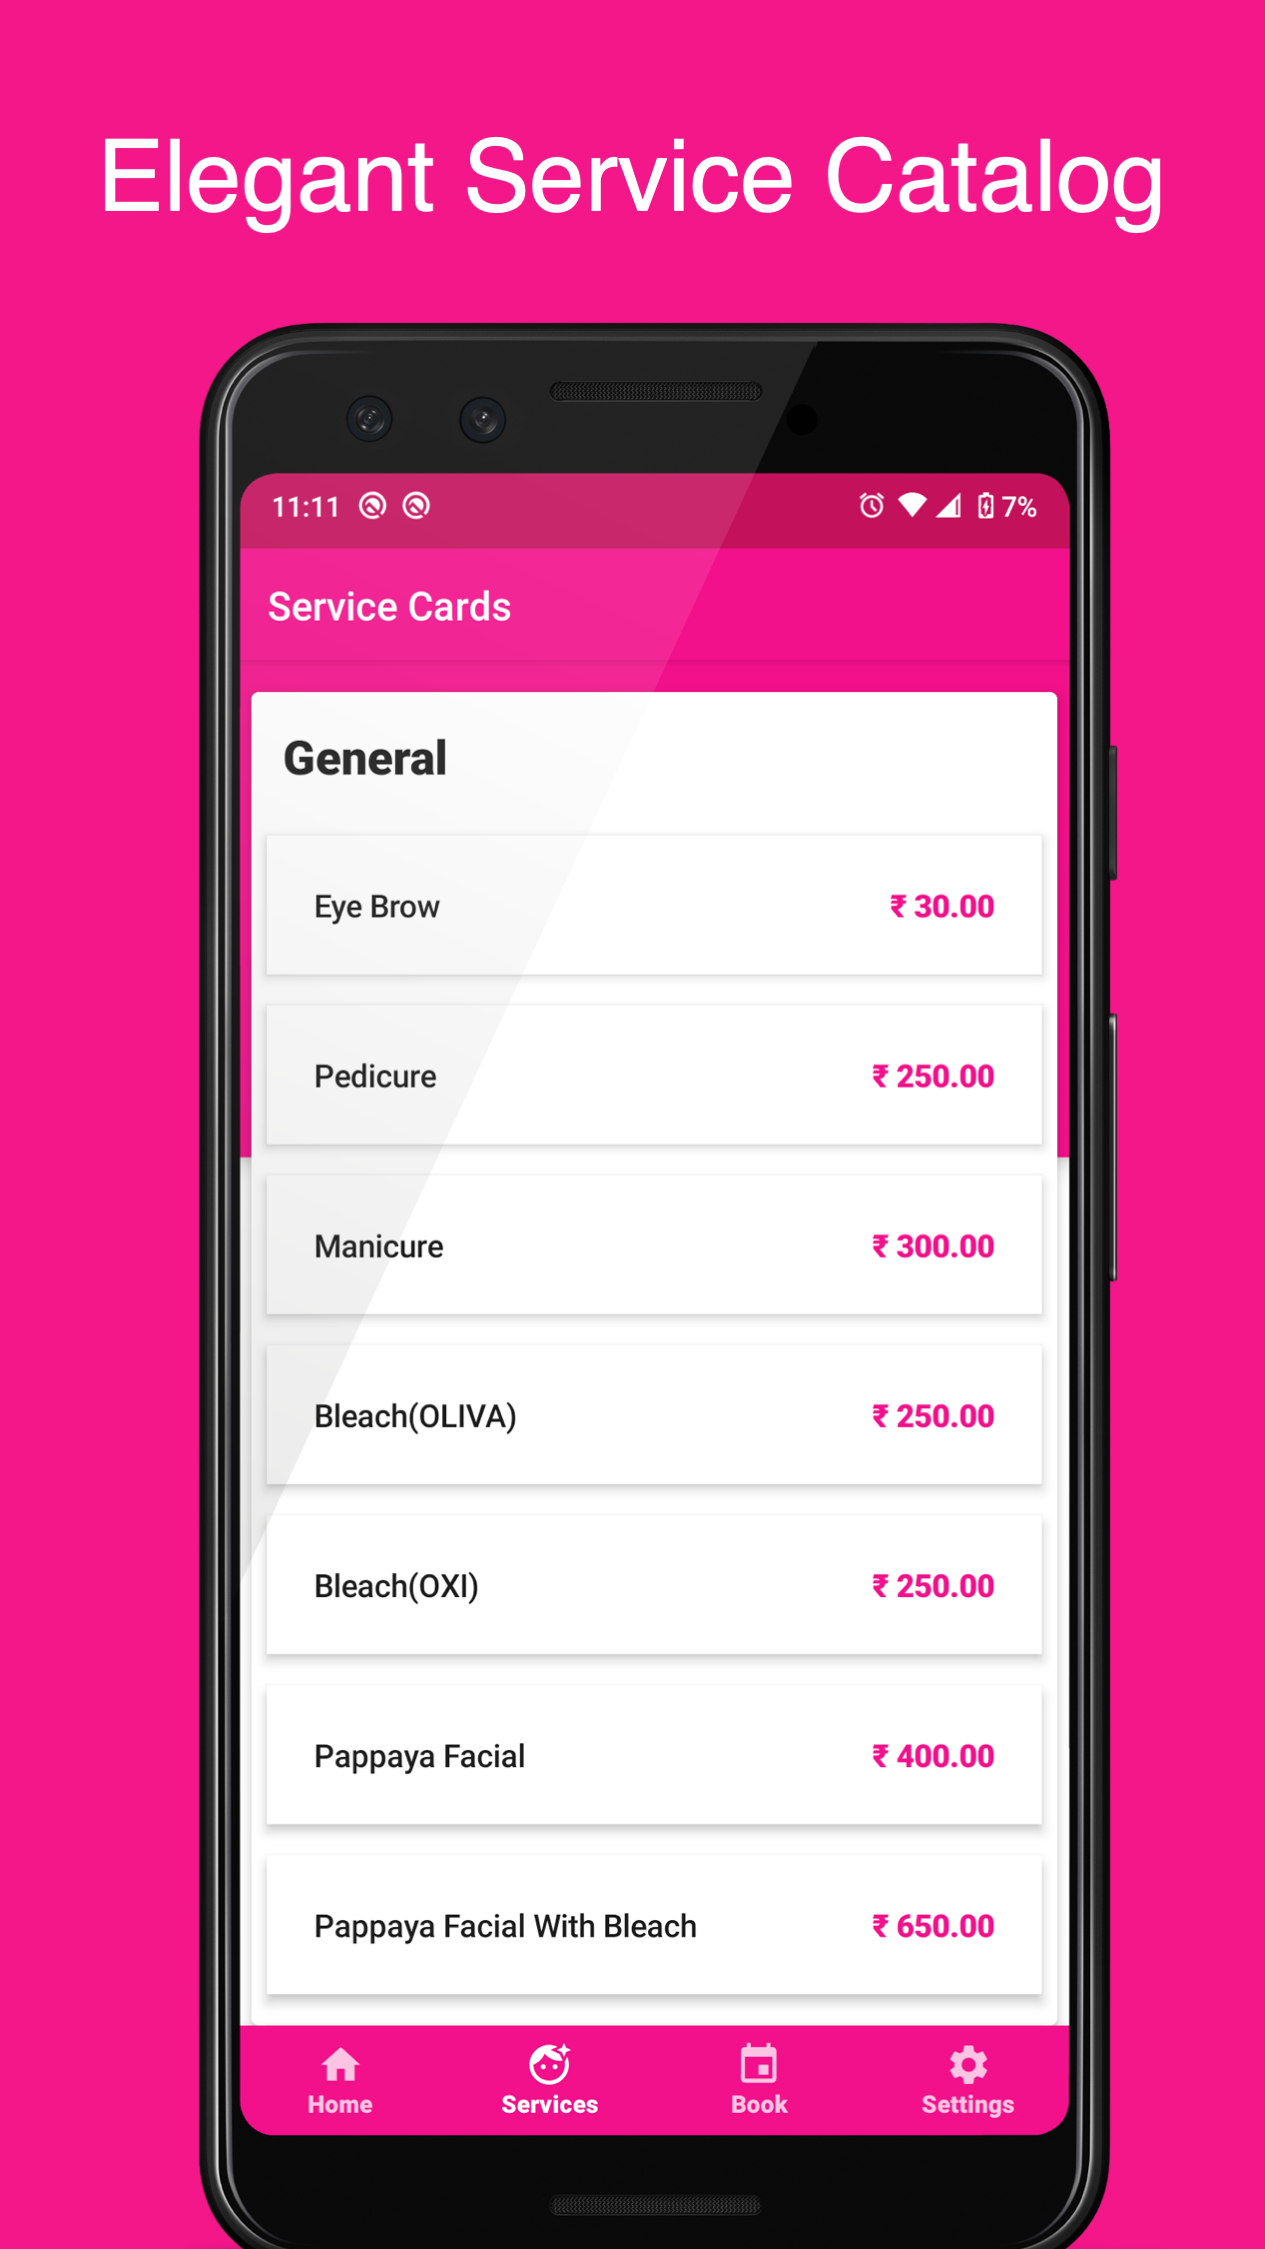 Elegant Service Catalog
11:11
7%
Service Cards
General
Eye Brow ₹ 30.00
Pedicure ₹ 250.00
Manicure ₹ 300.00
Bleach(OLIVA) ₹ 250.00
Bleach(OXI) ₹ 250.00
Pappaya Facial ₹ 400.00
Pappaya Facial With Bleach ₹ 650.00
Home Services Book Settings